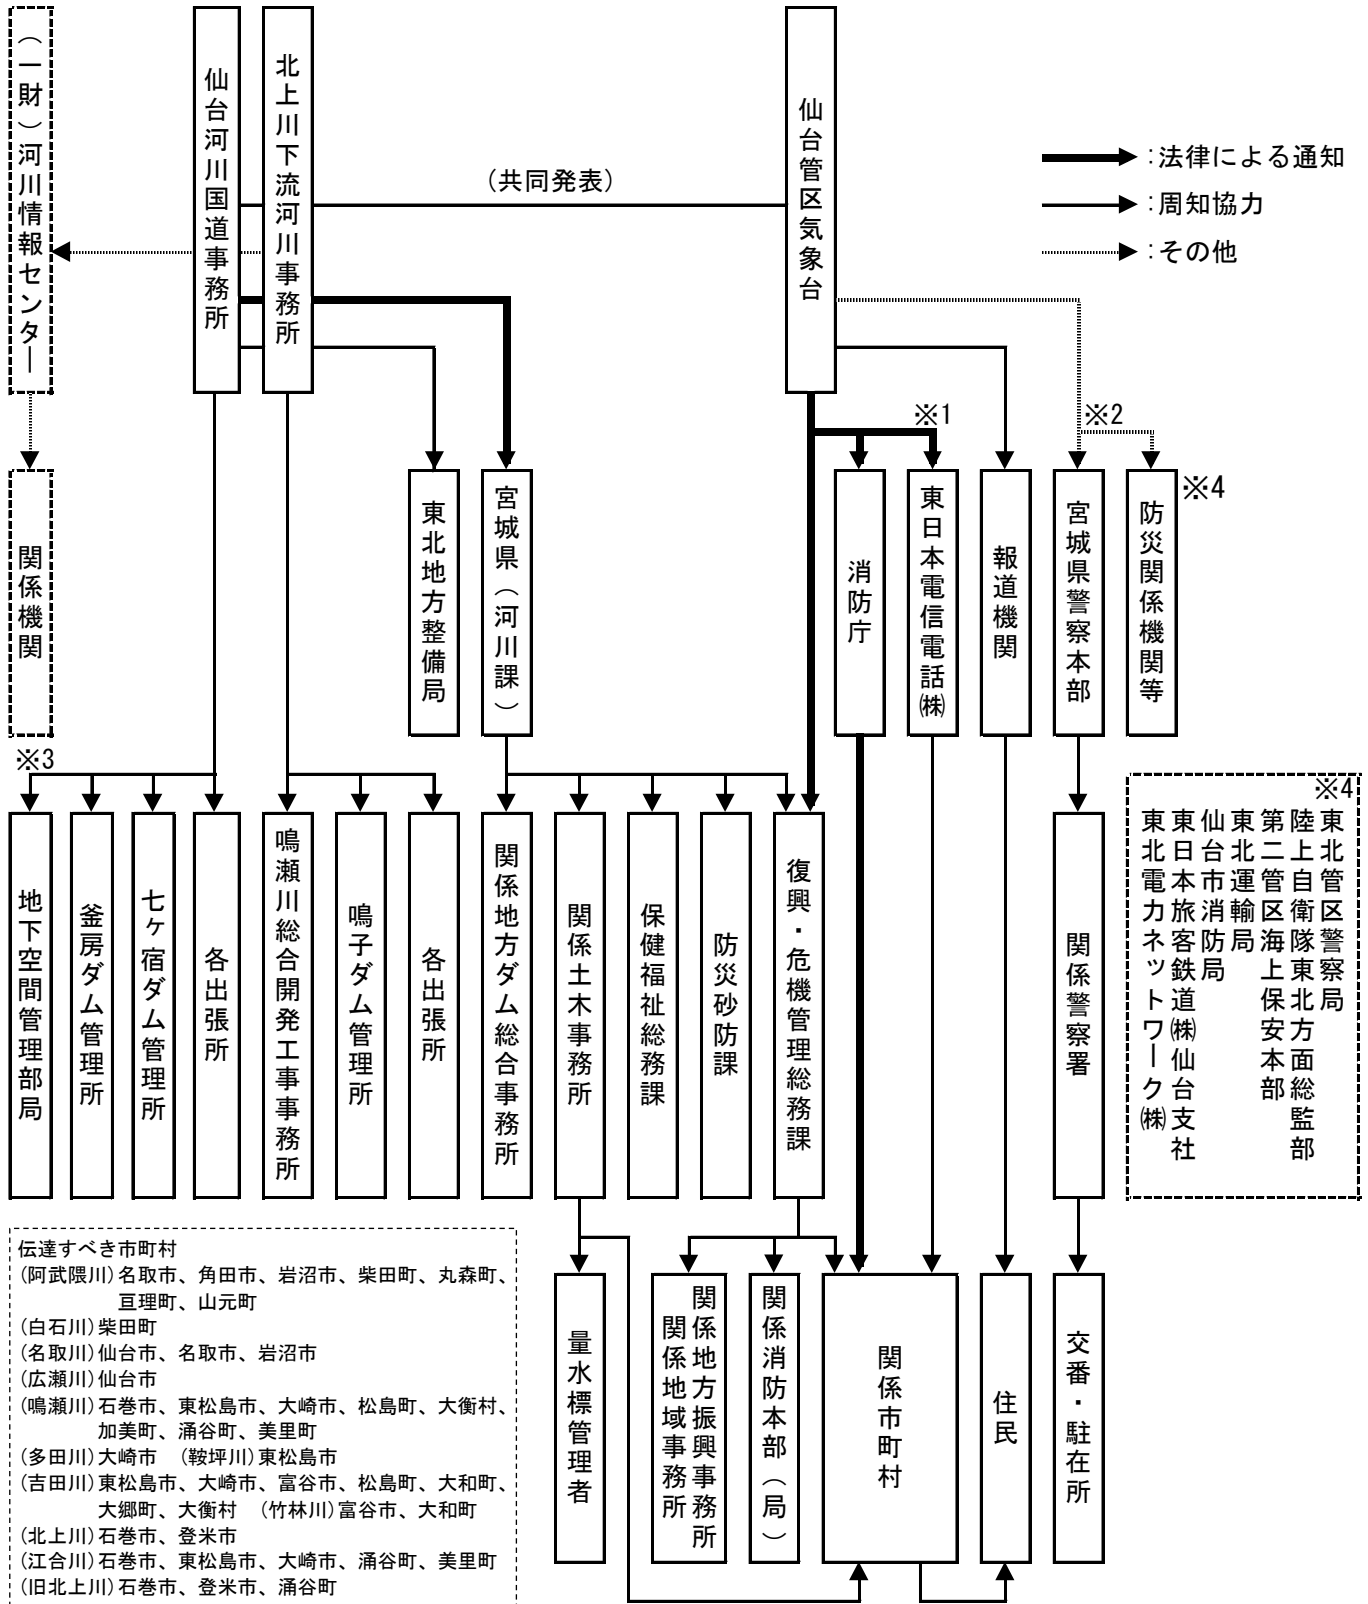 （一財）河川情報センター
仙台河川国道事務所
北上川下流河川事務所
（共同発表）
仙台管区気象台
：法律による通知
：周知協力
：その他
※1
※2
関係機関
東北地方整備局
宮城県（河川課）
消防庁
東日本電信電話㈱
報道機関
宮城県警察本部
防災関係機関等
※4
※3
地下空間管理部局
釜房ダム管理所
七ヶ宿ダム管理所
各出張所
鳴瀬川総合開発工事事務所
鳴子ダム管理所
各出張所
関係地方ダム総合事務所
関係土木事務所
保健福祉総務課
防災砂防課
復興・危機管理総務課
関係警察署
※4
東北管区警察局
陸上自衛隊東北方面総監部
第二管区海上保安本部
東北運輸局
仙台市消防局
東日本旅客鉄道㈱仙台支社
東北電力ネットワーク㈱
伝達すべき市町村
（阿武隈川）名取市、角田市、岩沼市、柴田町、丸森町、
亘理町、山元町
（白石川）柴田町
（名取川）仙台市、名取市、岩沼市
（広瀬川）仙台市
（鳴瀬川）石巻市、東松島市、大崎市、松島町、大衡村、
加美町、涌谷町、美里町
（多田川）大崎市　（鞍坪川）東松島市
（吉田川）東松島市、大崎市、富谷市、松島町、大和町、
大郷町、大衡村　（竹林川）富谷市、大和町
（北上川）石巻市、登米市
（江合川）石巻市、東松島市、大崎市、涌谷町、美里町
（旧北上川）石巻市、登米市、涌谷町
量水標管理者
関係地方振興事務所
関係地域事務所
関係消防本部（局）
関係市町村
住民
交番・駐在所